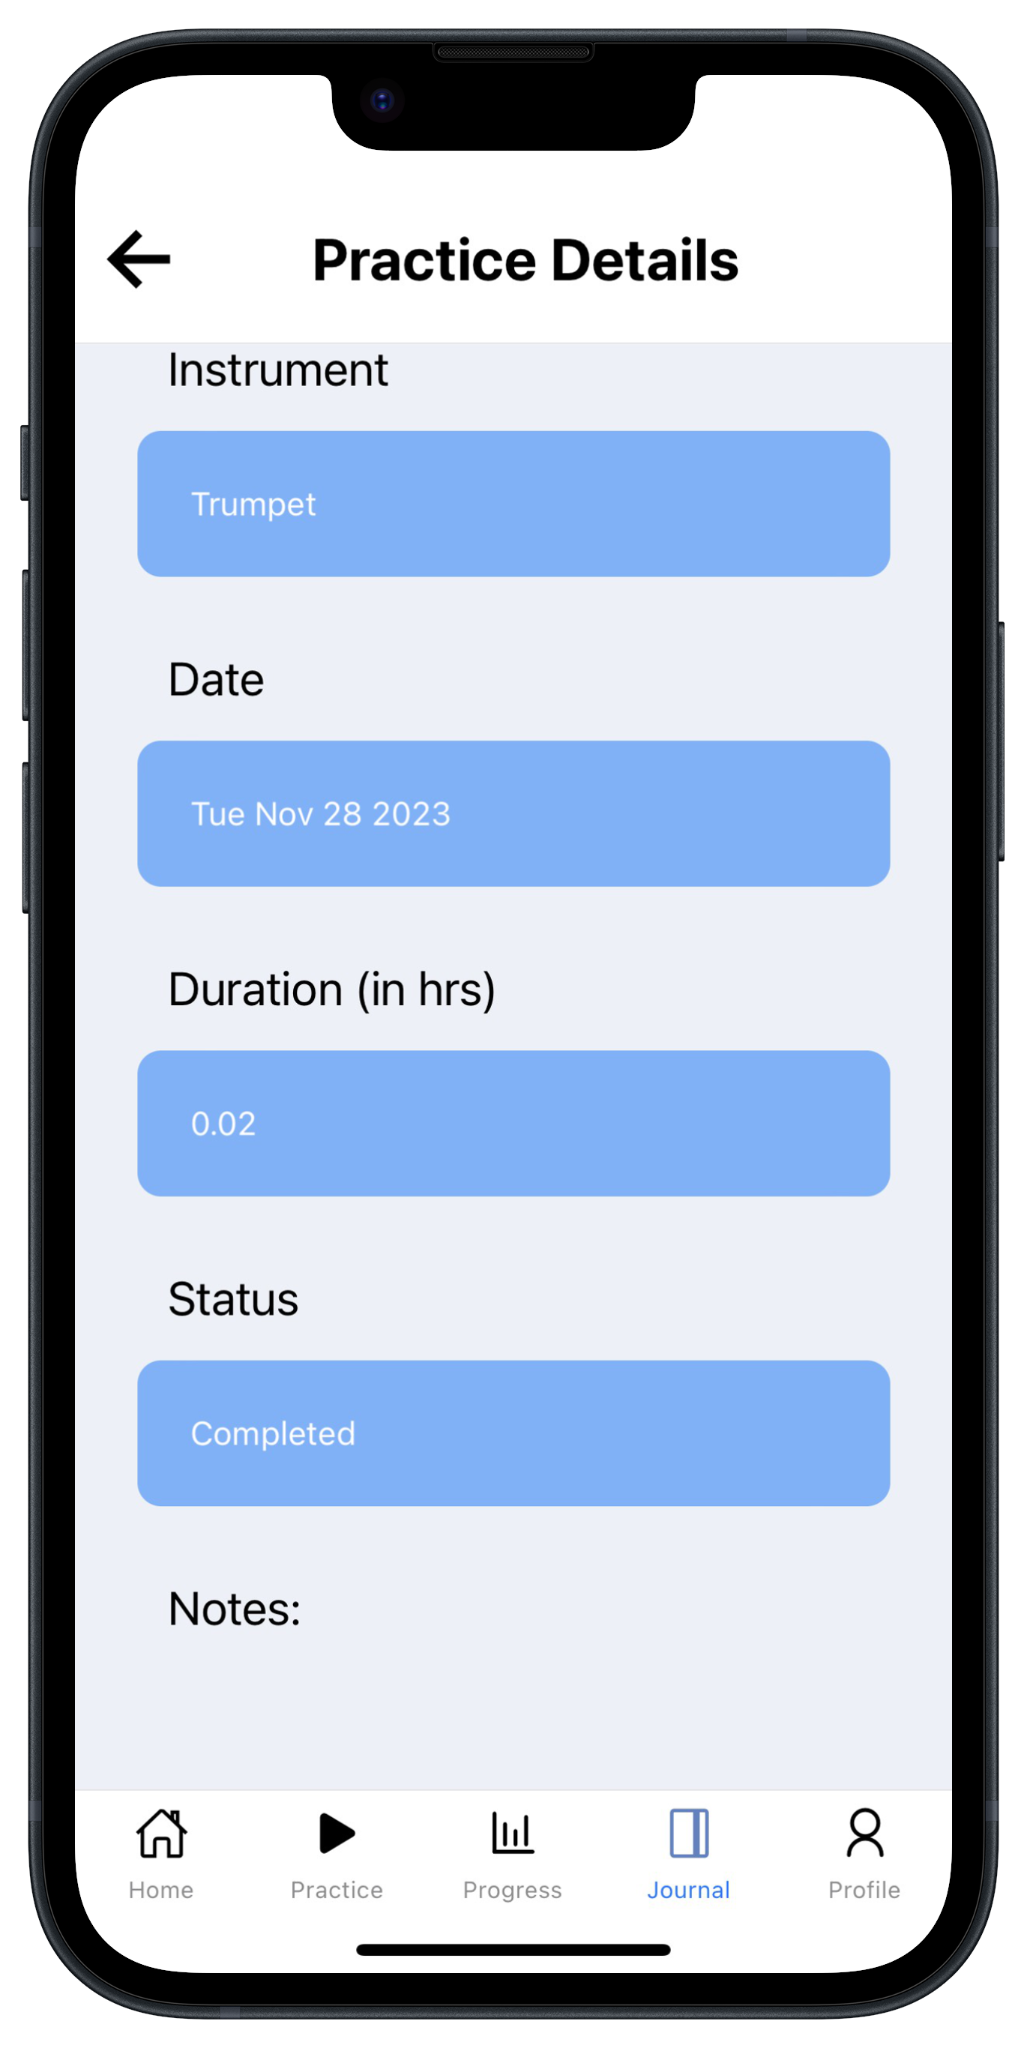 Practice Details
Instrument
Trumpet
Date
Tue Nov 28 2023
Duration (in hrs)
0.02
Status
Completed
Notes:
Home
Practice
Progress
Journal
Profile